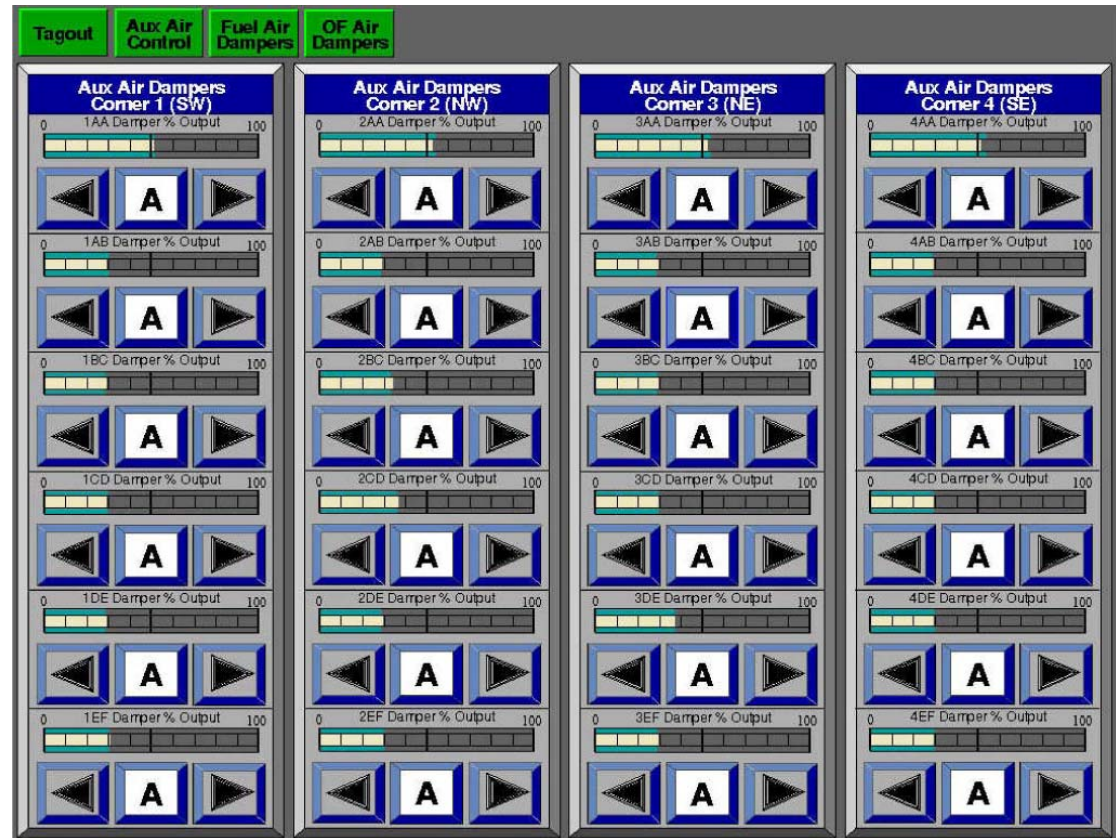 Tagout
Aux Air
Control
Fuel Air
Dampers
OF Air
Dampers
Aux Air Dampers
Corner 1 (SW)
1AA Damper % Output
0 100
A
1AB Damper % Output
0 100
A
1BC Damper % Output
0 100
A
1CD Damper % Output
0 100
A
1DE Damper % Output
0 100
A
1EF Damper % Output
0 100
A
Aux Air Dampers
Corner 2 (NW)
2AA Damper % Output
0 100
A
2AB Damper % Output
0 100
A
2BC Damper % Output
0 100
A
2CD Damper % Output
0 100
A
2DE Damper % Output
0 100
A
2EF Damper % Output
0 100
A
Aux Air Dampers
Corner 3 (NE)
3AA Damper % Output
0 100
A
3AB Damper % Output
0 100
A
3BC Damper % Output
0 100
A
3CD Damper % Output
0 100
A
3DE Damper % Output
0 100
A
3EF Damper % Output
0 100
A
Aux Air Dampers
Corner 4 (SE)
4AA Damper % Output
0 100
A
4AB Damper % Output
0 100
A
4BC Damper % Output
0 100
A
4CD Damper % Output
0 100
A
4DE Damper % Output
0 100
A
4EF Damper % Output
0 100
A